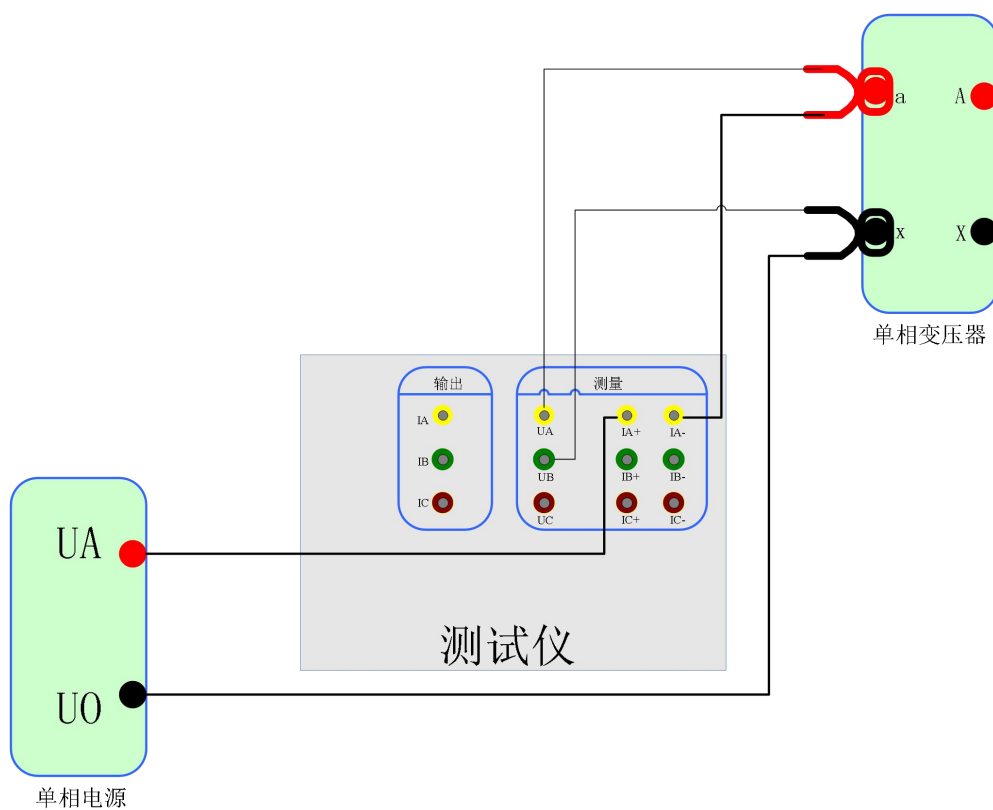 a A
x X
单相变压器
输出 测量
IA UA IA+ IA-
IB UB IB+ IB-
IC UC IC+ IC-
测试仪
UA
UO
单相电源